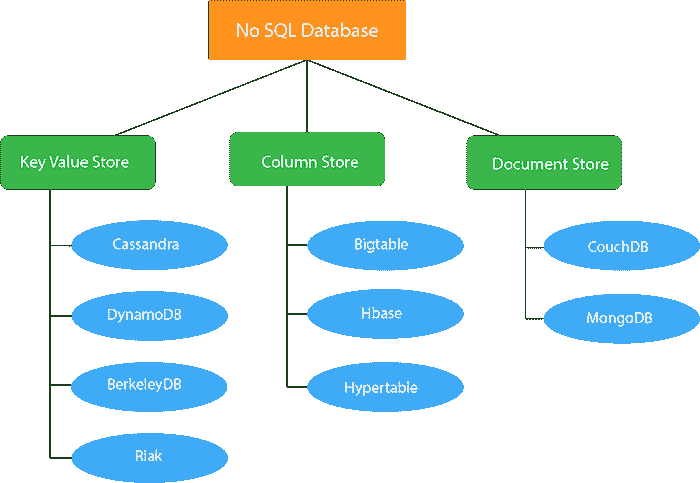 No SQL Database
Key Value Store
Column Store
Document Store
Cassandra
Bigtable
CouchDB
DynamoDB
Hbase
MongoDB
BerkeleyDB
Hypertable
Riak